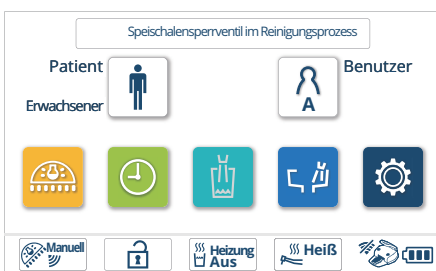 Speischalensperrventil im Reinigungsprozess
Patient
Benutzer
Erwachsener
A
Manuell
Heizung
Aus
Heiß